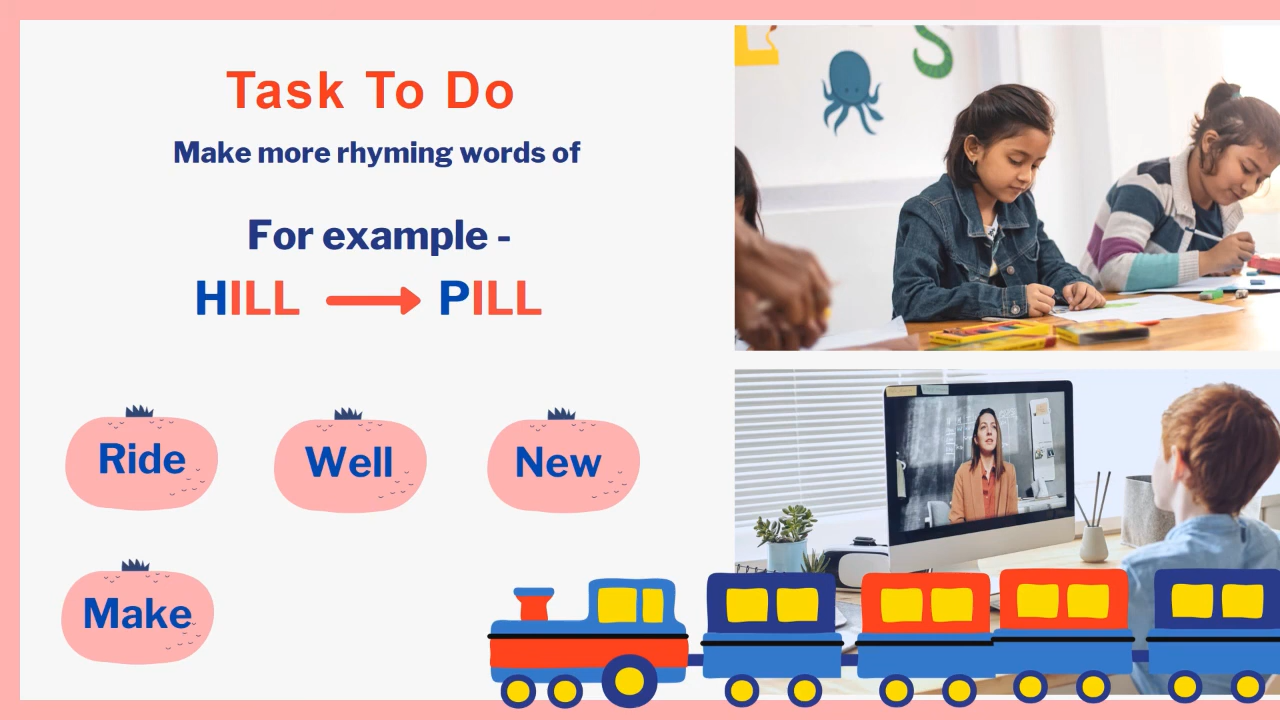 Task To Do
Make more rhyming words of
For example -
HILL PILL
Ride Well New
Make